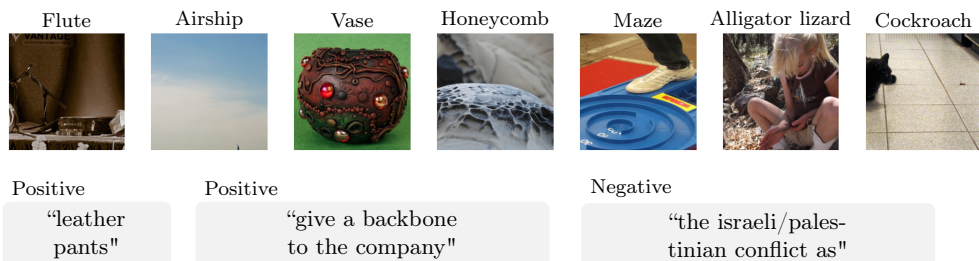 Flute Airship Vase Honeycomb Maze Alligator lizard Cockroach
VANTAGE
Positive Positive Negative
“leather
pants"
“give a backbone
to the company"
“the israeli/pales-
tinian conflict as"